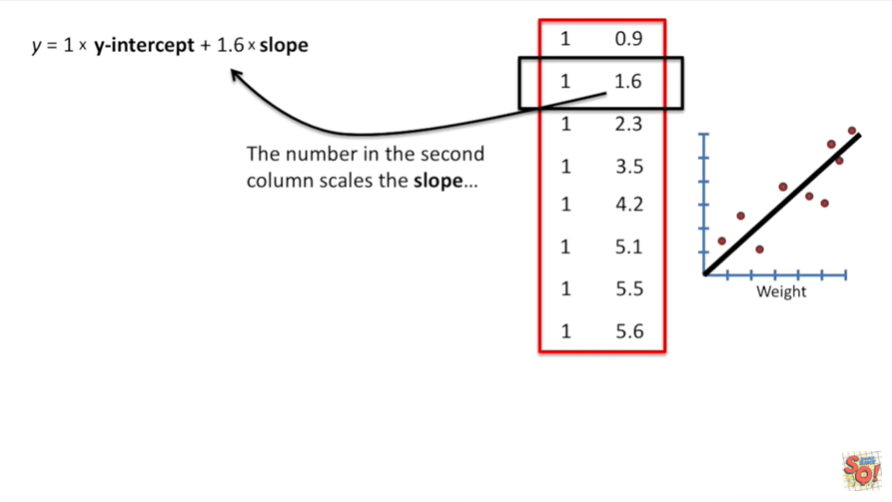 y = 1 × y-intercept + 1.6 × slope
The number in the second
column scales the slope...
1 0.9
1 1.6
1 2.3
1 3.5
1 4.2
1 5.1
1 5.5
1 5.6
Weight